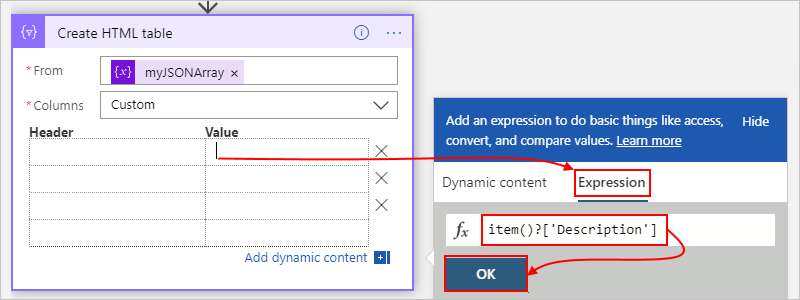 Create HTML table
*From
{x} myJSONArray ×
*Columns
Custom
Header Value
Add dynamic content
Add an expression to do basic things like access,
convert, and compare values. Learn more
Hide
Dynamic content
Expression
fx item()?['Description']
OK